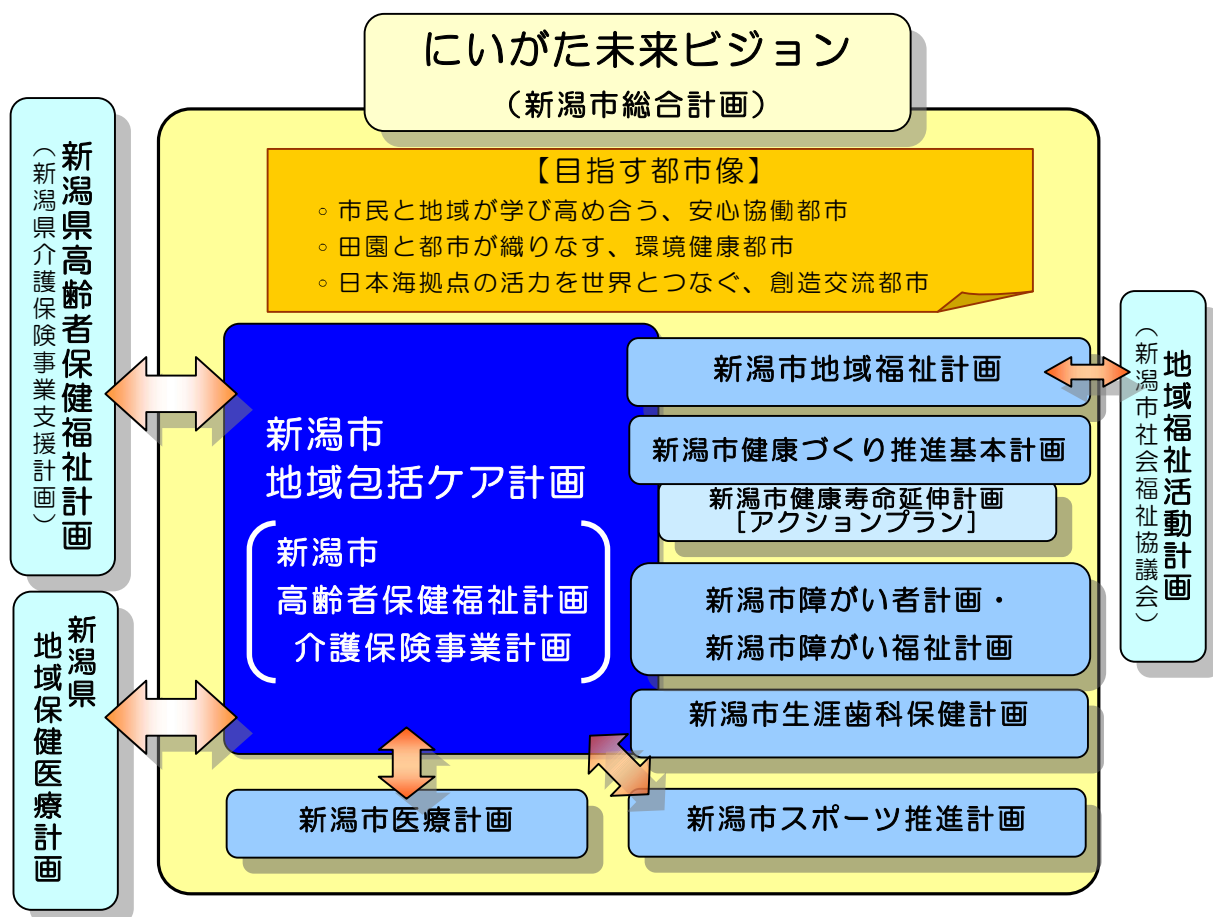 にいがた未来ビジョン
（新潟市総合計画）
【目指す都市像】
◦ 市民と地域が学び高め合う、安心協働都市
◦ 田園と都市が織りなす、環境健康都市
◦ 日本海拠点の活力を世界とつなぐ、創造交流都市
新潟県高齢者保健福祉計画
（新潟県介護保険事業支援計画）
新潟県
地域保健医療計画
新潟市
地域包括ケア計画
新潟市
高齢者保健福祉計画
介護保険事業計画
新潟市地域福祉計画
新潟市健康づくり推進基本計画
新潟市健康寿命延伸計画
［アクションプラン］
新潟市障がい者計画・
新潟市障がい福祉計画
新潟市生涯歯科保健計画
新潟市医療計画
新潟市スポーツ推進計画
地域福祉活動計画
（新潟市社会福祉協議会）